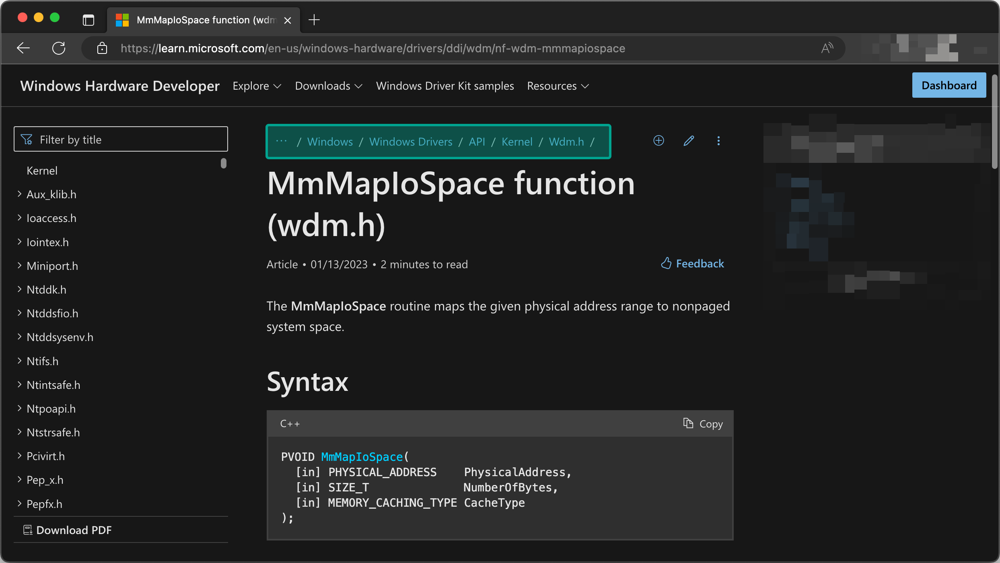 MmMapIoSpace function (wdm
https://learn.microsoft.com/en-us/windows-hardware/drivers/ddi/wdm/nf-wdm-mmmapiospace
Windows Hardware Developer Explore Downloads Windows Driver Kit samples Resources Dashboard
Filter by title
Kernel
Aux_klib.h
Ioaccess.h
Iointex.h
Miniport.h
Ntddk.h
Ntddsfio.h
Ntddsysenv.h
Ntifs.h
Ntintsafe.h
Ntpoapi.h
Ntstrsafe.h
Pcivirt.h
Pep_x.h
Pepfx.h
Download PDF
··· / Windows / Windows Drivers / API / Kernel / Wdm.h /
MmMapIoSpace function
(wdm.h)
Article • 01/13/2023 • 2 minutes to read
Feedback
The MmMapIoSpace routine maps the given physical address range to nonpaged
system space.
Syntax
C++ Copy
PVOID MmMapIoSpace(
  [in] PHYSICAL_ADDRESS    PhysicalAddress,
  [in] SIZE_T              NumberOfBytes,
  [in] MEMORY_CACHING_TYPE CacheType
);